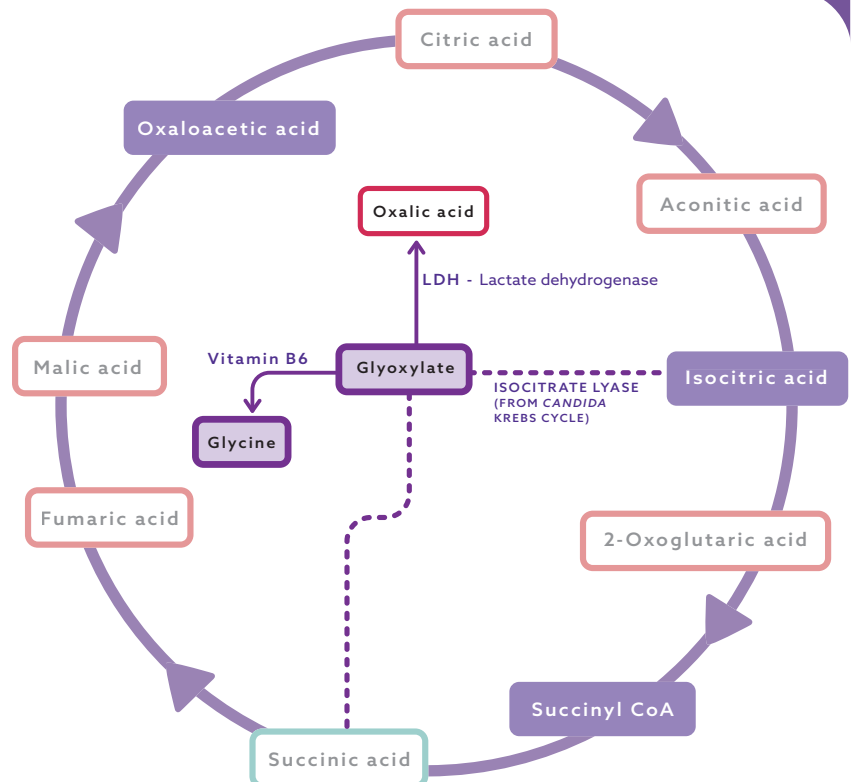 Citric acid
Oxaloacetic acid
Oxalic acid
Aconitic acid
LDH - Lactate dehydrogenase
Malic acid
Vitamin B6
Glyoxylate
Isocitric acid
ISOCITRATE LYASE
(FROM CANDIDA
KREBS CYCLE)
Glycine
Fumaric acid
2-Oxoglutaric acid
Succinyl CoA
Succinic acid